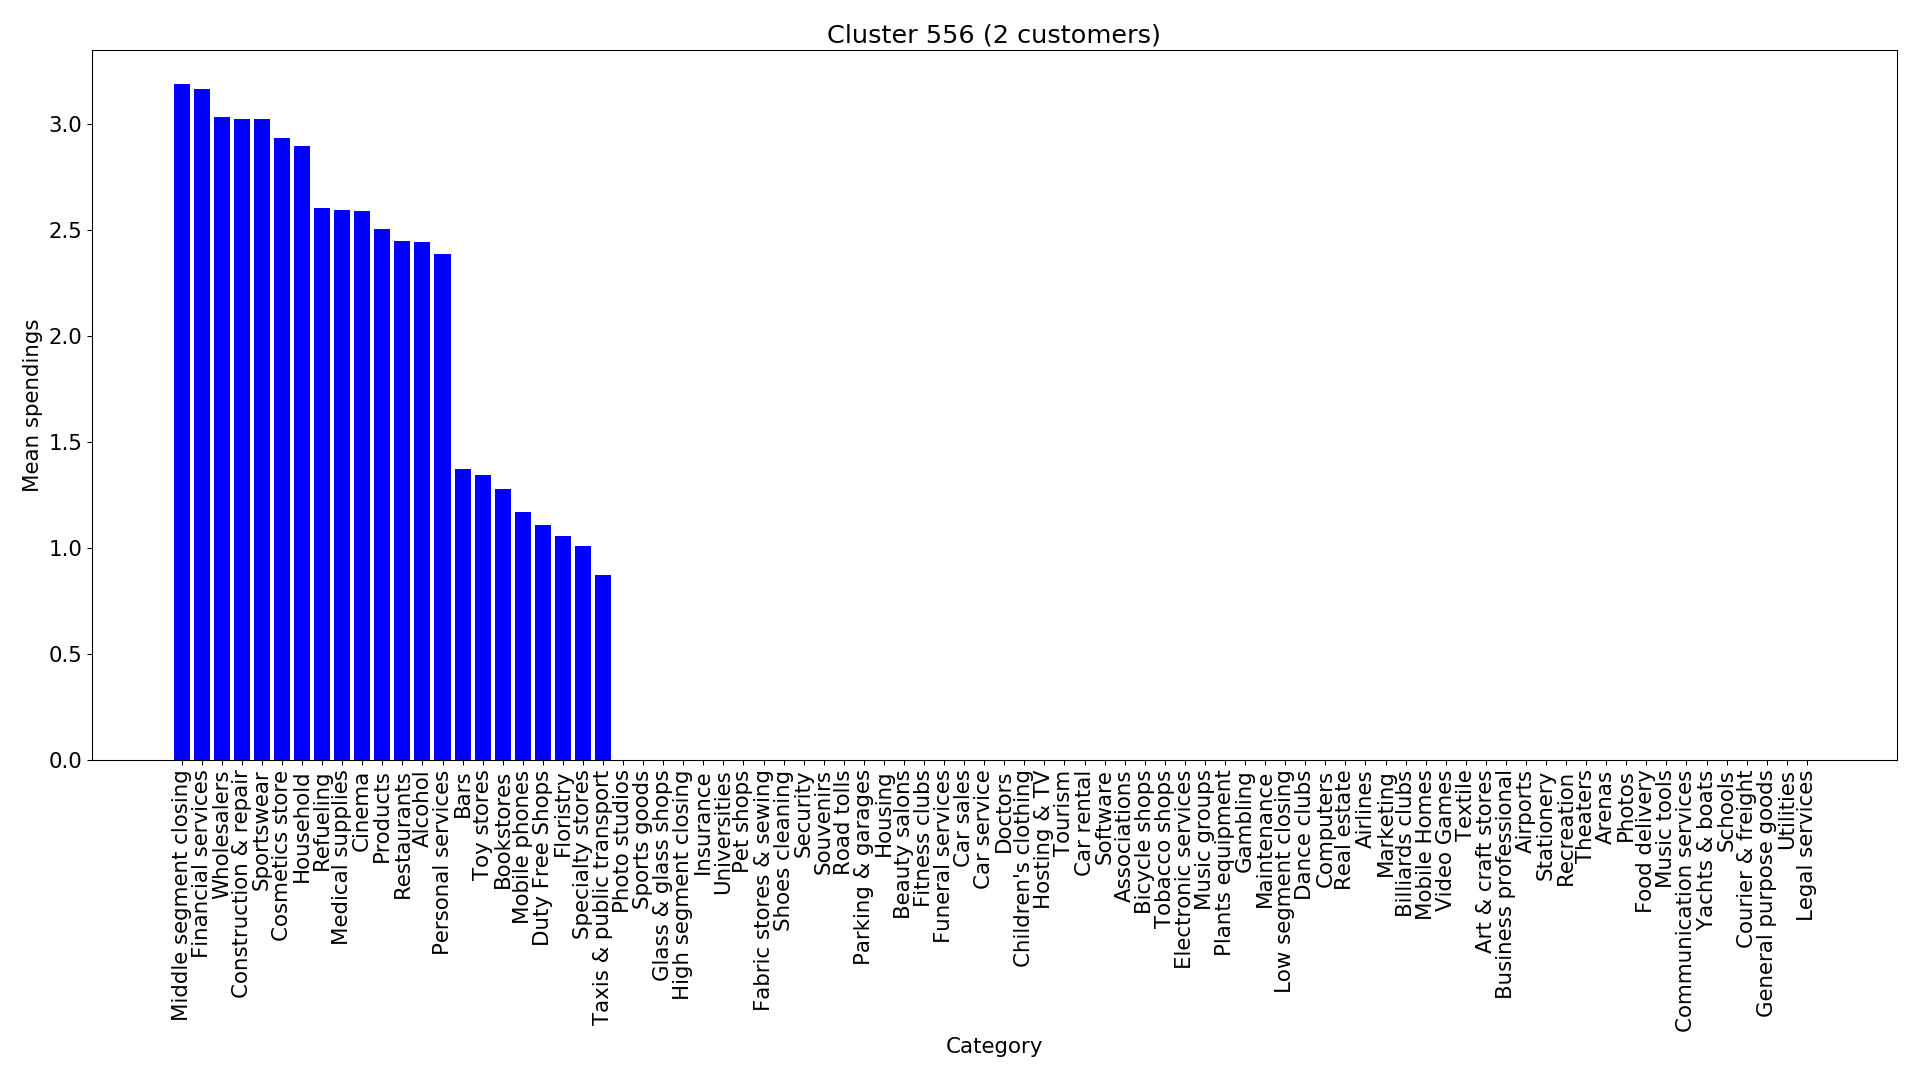 Cluster 556 (2 customers)
Mean spendings
3.0
2.5
2.0
1.5
1.0
0.5
0.0
Middle segment closing
Financial services
Wholesalers
Construction & repair
Sportswear
Cosmetics store
Household
Refueling
Medical supplies
Cinema
Products
Restaurants
Alcohol
Personal services
Bars
Toy stores
Bookstores
Mobile phones
Duty Free Shops
Floristry
Specialty stores
Taxis & public transport
Photo studios
Sports goods
Glass & glass shops
High segment closing
Insurance
Universities
Pet shops
Fabric stores & sewing
Shoes cleaning
Security
Souvenirs
Road tolls
Parking & garages
Housing
Beauty salons
Fitness clubs
Funeral services
Car sales
Car service
Doctors
Children's clothing
Hosting & TV
Tourism
Car rental
Software
Associations
Bicycle shops
Tobacco shops
Electronic services
Music groups
Plants equipment
Gambling
Maintenance
Low segment closing
Dance clubs
Computers
Real estate
Airlines
Marketing
Billiards clubs
Mobile Homes
Video Games
Textile
Art & craft stores
Business professional
Airports
Stationery
Recreation
Theaters
Arenas
Photos
Food delivery
Music tools
Communication services
Yachts & boats
Schools
Courier & freight
General purpose goods
Utilities
Legal services
Category